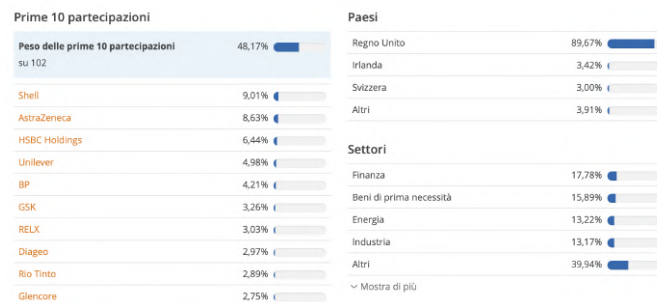 Prime 10 partecipazioni
Peso delle prime 10 partecipazioni 48,17%
su 102
Shell 9,01%
AstraZeneca 8,63%
HSBC Holdings 6,44%
Unilever 4,98%
BP 4,21%
GSK 3,26%
RELX 3,03%
Diageo 2,97%
Rio Tinto 2,89%
Glencore 2,75%
Paesi
Regno Unito 89,67%
Irlanda 3,42%
Svizzera 3,00%
Altri 3,91%
Settori
Finanza 17,78%
Beni di prima necessità 15,89%
Energia 13,22%
Industria 13,17%
Altri 39,94%
Mostra di più